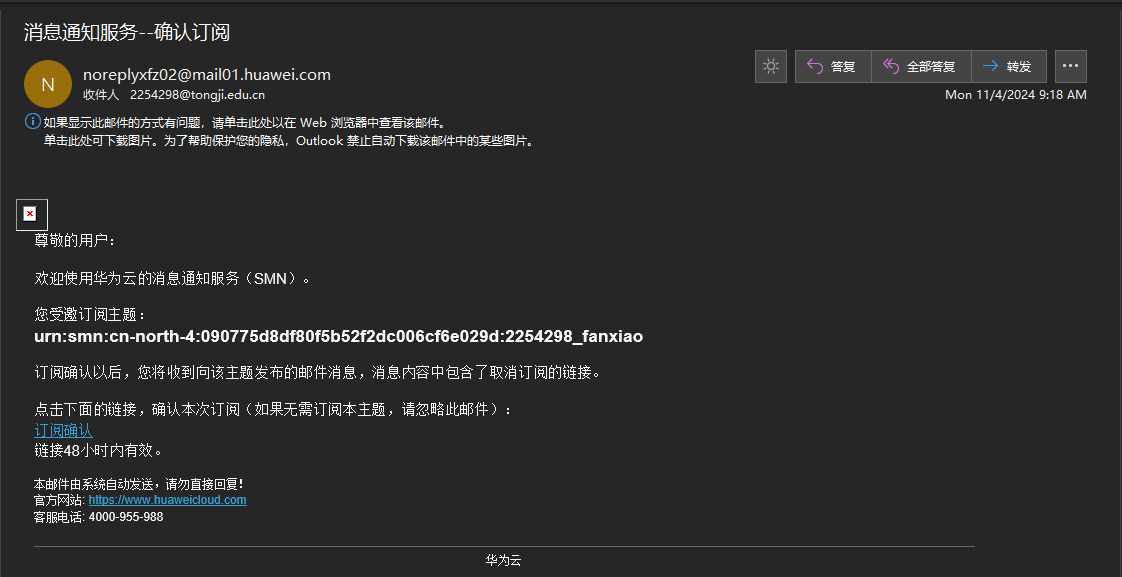 消息通知服务--确认订阅
N
noreplyxfz02@mail01.huawei.com
收件人 2254298@tongji.edu.cn
答复
全部答复
转发
Mon 11/4/2024 9:18 AM
如果显示此邮件的方式有问题，请单击此处以在 Web 浏览器中查看该邮件。
单击此处可下载图片。为了帮助保护您的隐私，Outlook 禁止自动下载该邮件中的某些图片。
尊敬的用户：
欢迎使用华为云的消息通知服务（SMN）。
您受邀订阅主题：
urn:smn:cn-north-4:090775d8df80f5b52f2dc006cf6e029d:2254298_fanxiao
订阅确认以后，您将收到向该主题发布的邮件消息，消息内容中包含了取消订阅的链接。
点击下面的链接，确认本次订阅（如果无需订阅本主题，请忽略此邮件）：
订阅确认
链接48小时内有效。
本邮件由系统自动发送，请勿直接回复！
官方网站: https://www.huaweicloud.com
客服电话: 4000-955-988
华为云